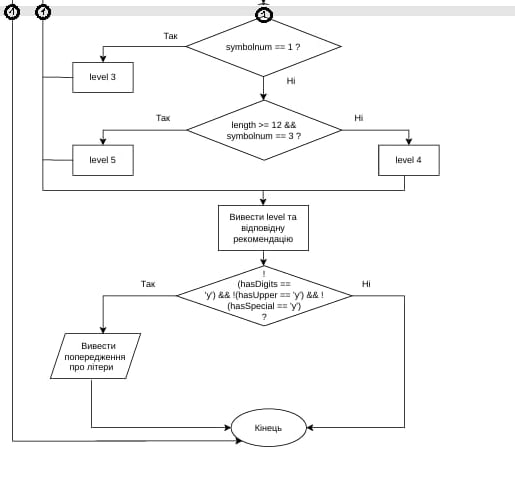 Так
symbolnum == 1 ?
level 3
Ні
Так
length >= 12 &&
symbolnum == 3 ?
Ні
level 5
level 4
Вивести level та
відповідну
рекомендацію
Так
!
(hasDigits ==
'y') && !(hasUpper == 'y') && !
(hasSpecial == 'y')
?
Ні
Вивести
попередження
про літери
Кінець